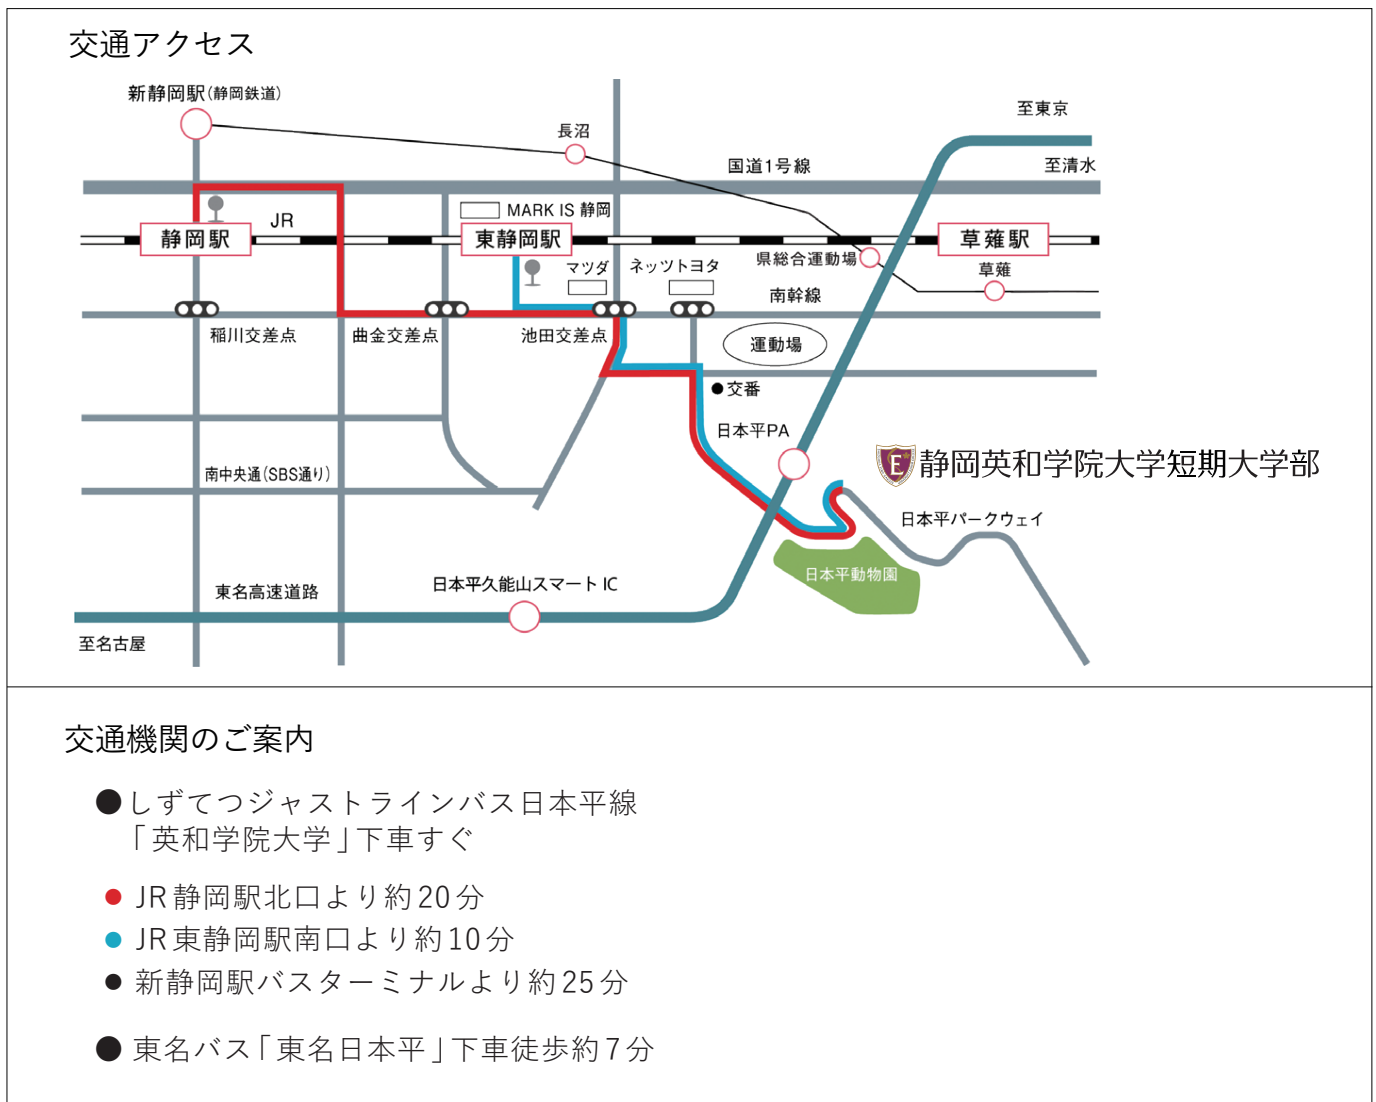 交通アクセス
新静岡駅(静岡鉄道)
至東京
長沼
国道1号線
至清水
MARK IS 静岡
JR
静岡駅
東静岡駅
草薙駅
県総合運動場
マツダ
ネッツトヨタ
草薙
南幹線
稲川交差点
曲金交差点
池田交差点
運動場
交番
日本平PA
E
静岡英和学院大学短期大学部
南中央通(SBS通り)
日本平パークウェイ
日本平動物園
日本平久能山スマート IC
東名高速道路
至名古屋
交通機関のご案内
●しずてつジャストラインバス日本平線
「英和学院大学」下車すぐ
● JR静岡駅北口より約20分
● JR東静岡駅南口より約10分
● 新静岡駅バスターミナルより約25分
● 東名バス「東名日本平」下車徒歩約7分